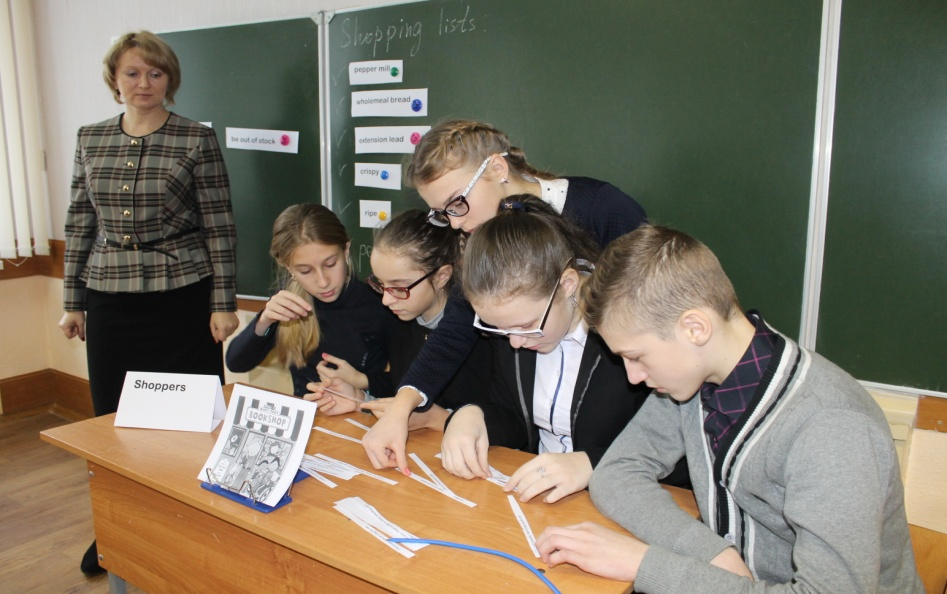 Shopping lists:
pepper mill
wholemeal bread
be out of stock
extension lead
crispy
ripe
Shoppers
BOOKSHOP